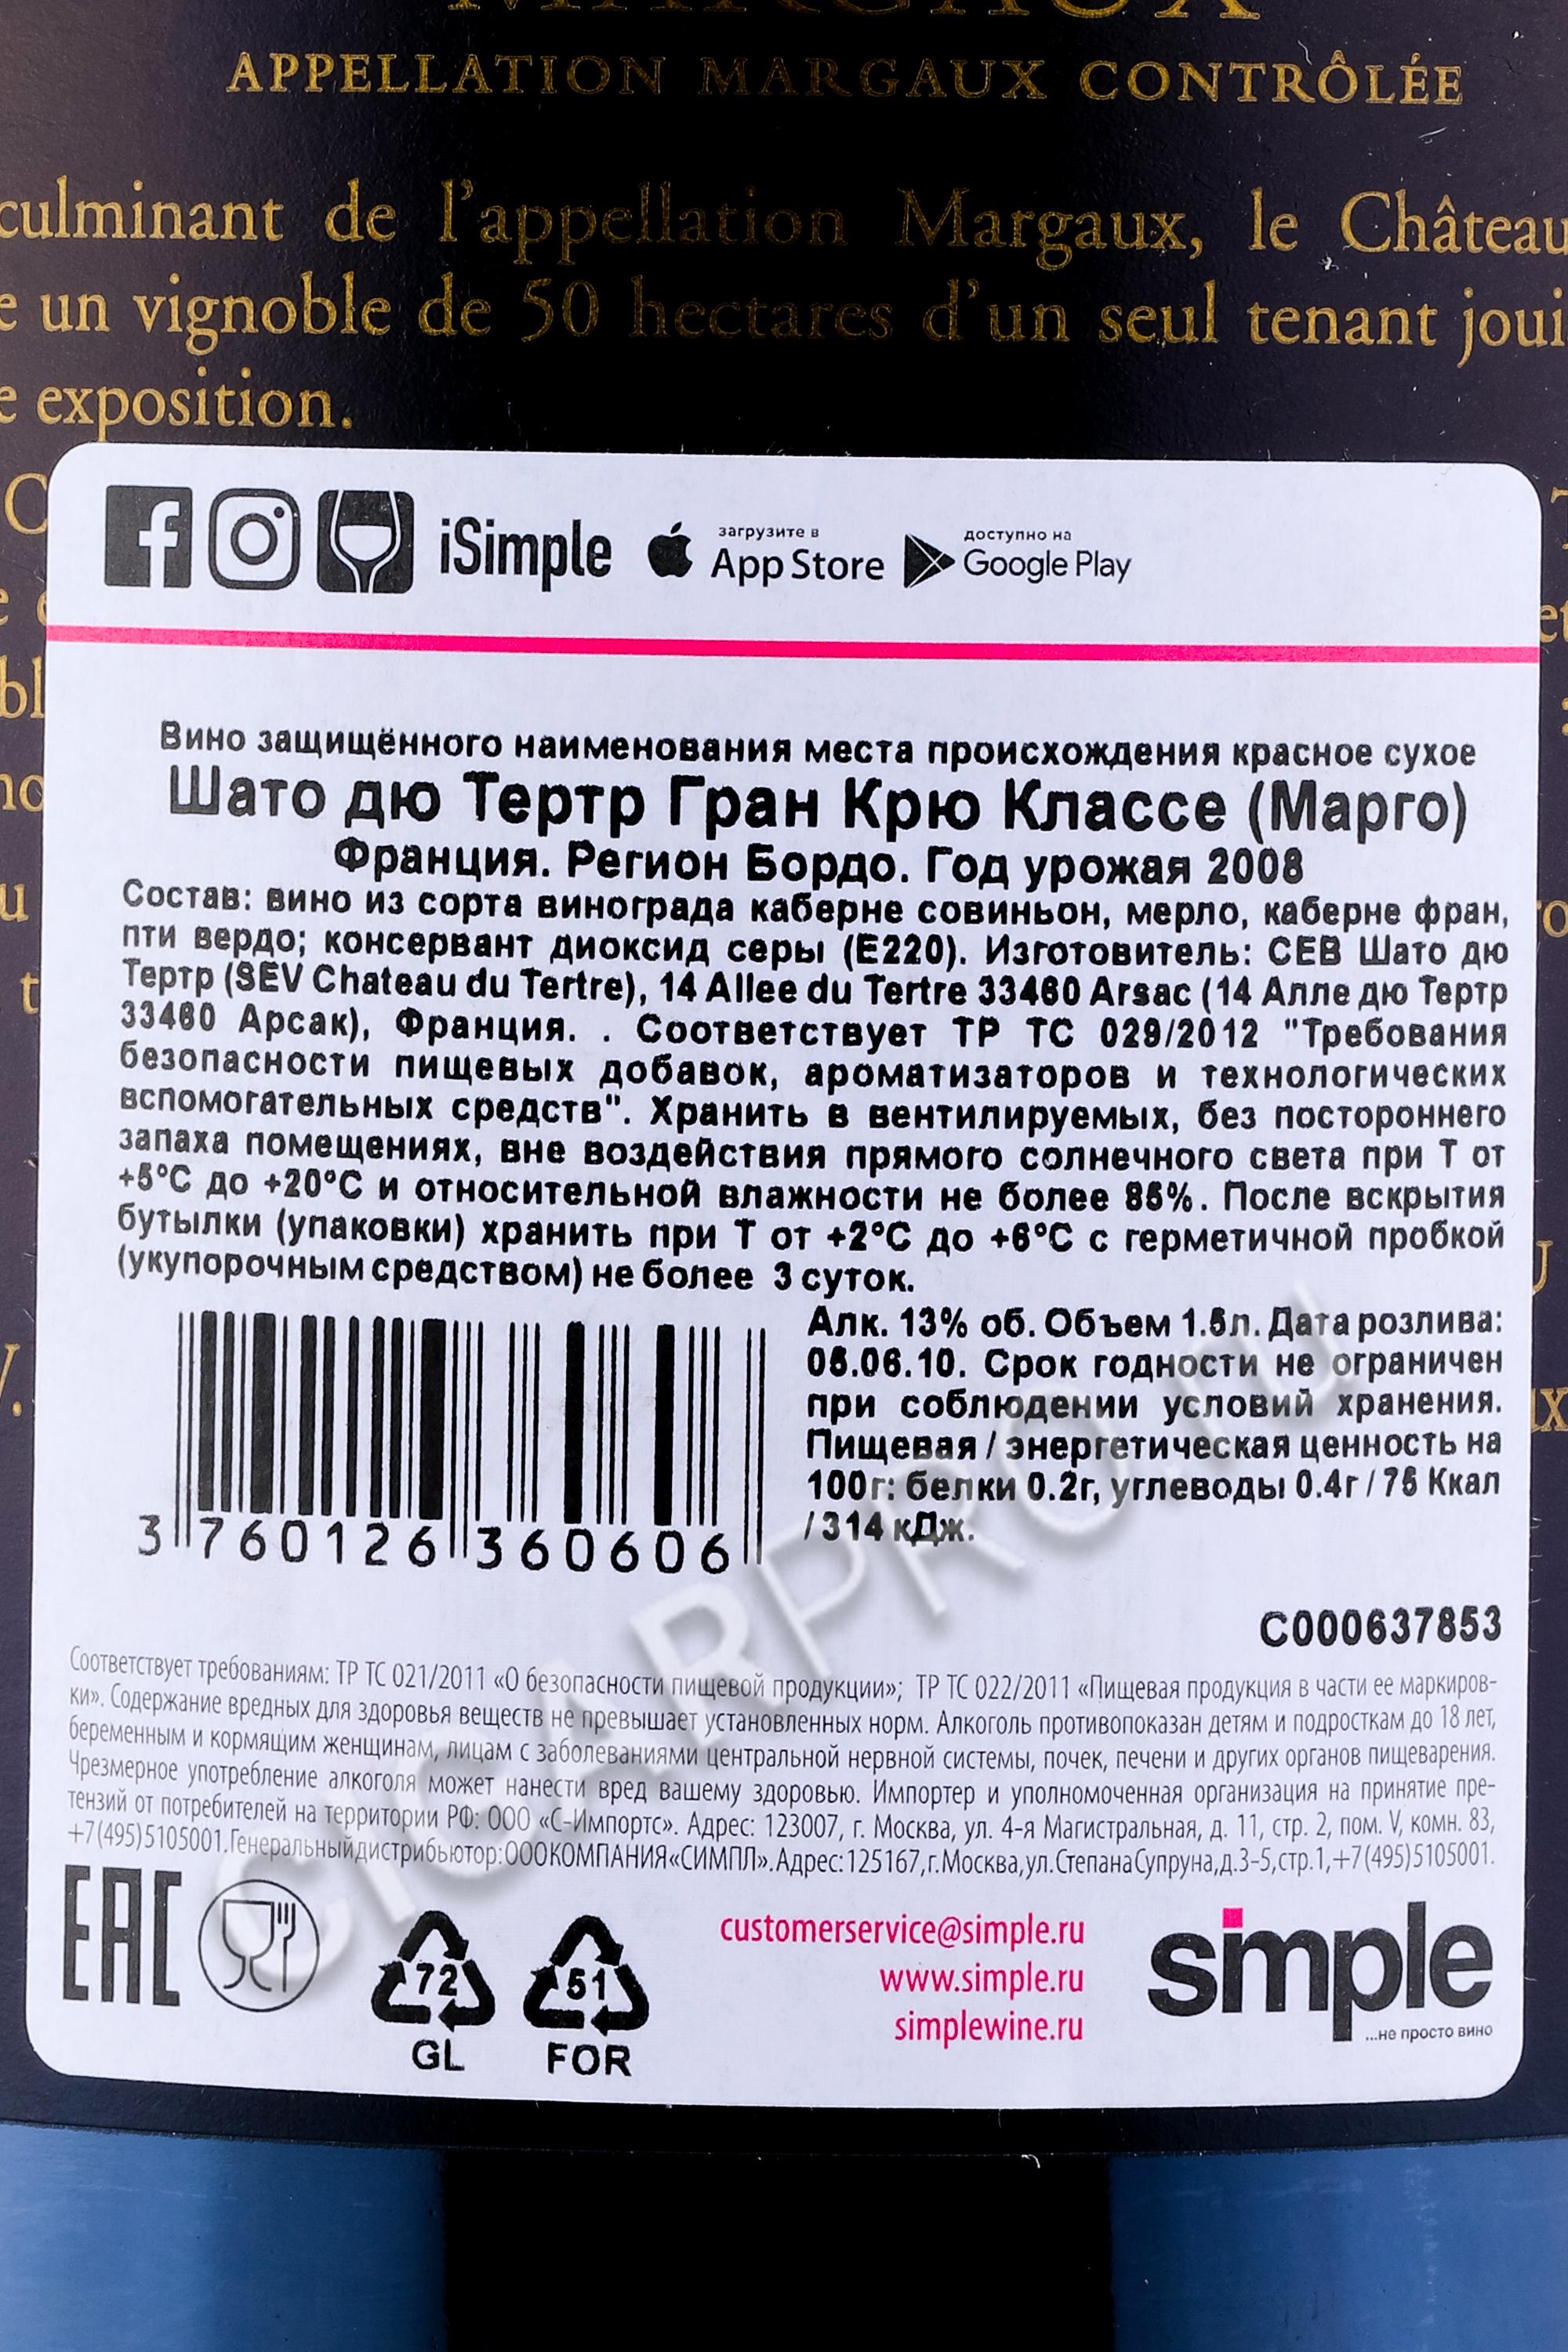 APPELLATION MARGAUX CONTRÔLÉE
culminant de l'appellation Margaux, le Château
e un vignoble de 50 hectares d'un seul tenant joui
e exposition.
iSimple
загрузите в
App Store
доступно на
Google Play
Вино защищённого наименования места происхождения красное сухое
Шато дю Тертр Гран Крю Классе (Марго)
Франция. Регион Бордо. Год урожая 2008
Состав: вино из сорта винограда каберне совиньон, мерло, каберне фран,
пти вердо; консервант диоксид серы (Е220). Изготовитель: СЕВ Шато дю
Тертр (SEV Chateau du Tertre), 14 Allee du Tertre 33460 Arsac (14 Алле дю Тертр
33460 Арсак), Франция. . Соответствует ТР ТС 029/2012 "Требования
безопасности пищевых добавок, ароматизаторов и технологических
вспомогательных средств". Хранить в вентилируемых, без постороннего
запаха помещениях, вне воздействия прямого солнечного света при Т от
+5°С до +20°С и относительной влажности не более 85%. После вскрытия
бутылки (упаковки) хранить при Т от +2°С до +6°С с герметичной пробкой
(укупорочным средством) не более 3 суток.
Алк. 13% об. Объем 1.5л. Дата розлива:
06.10. Срок годности не ограничен
при соблюдении условий хранения.
Пищевая / энергетическая ценность на
100г: белки 0.2г, углеводы 0.4г / 75 Ккал
/ 314 кДж.
3 760126 360606
C000637853
Соответствует требованиям: ТР ТС 021/2011 «О безопасности пищевой продукции»; ТР ТС 022/2011 «Пищевая продукция в части ее маркиров-
ки». Содержание вредных для здоровья веществ не превышает установленных норм. Алкоголь противопоказан детям и подросткам до 18 лет,
беременным и кормящим женщинам, лицам с заболеваниями центральной нервной системы, почек, печени и других органов пищеварения.
Чрезмерное употребление алкоголя может нанести вред вашему здоровью. Импортер и уполномоченная организация на принятие пре-
тензий от потребителей на территории РФ: ООО «С-Импортс». Адрес: 123007, г. Москва, ул. 4-я Магистральная, д. 11, стр. 2, пом. V, комн. 83,
+7(495)5105001. Генеральный дистрибьютор: ООО КОМПАНИЯ «СИМПЛ». Адрес: 125167, г. Москва, ул. Степана Супруна, д. 3-5, стр. 1, +7(495)5105001.
EAC
72
GL
51
FOR
customerservice@simple.ru
www.simple.ru
simplewine.ru
simple
...не просто вино
CIGARPRO.ru